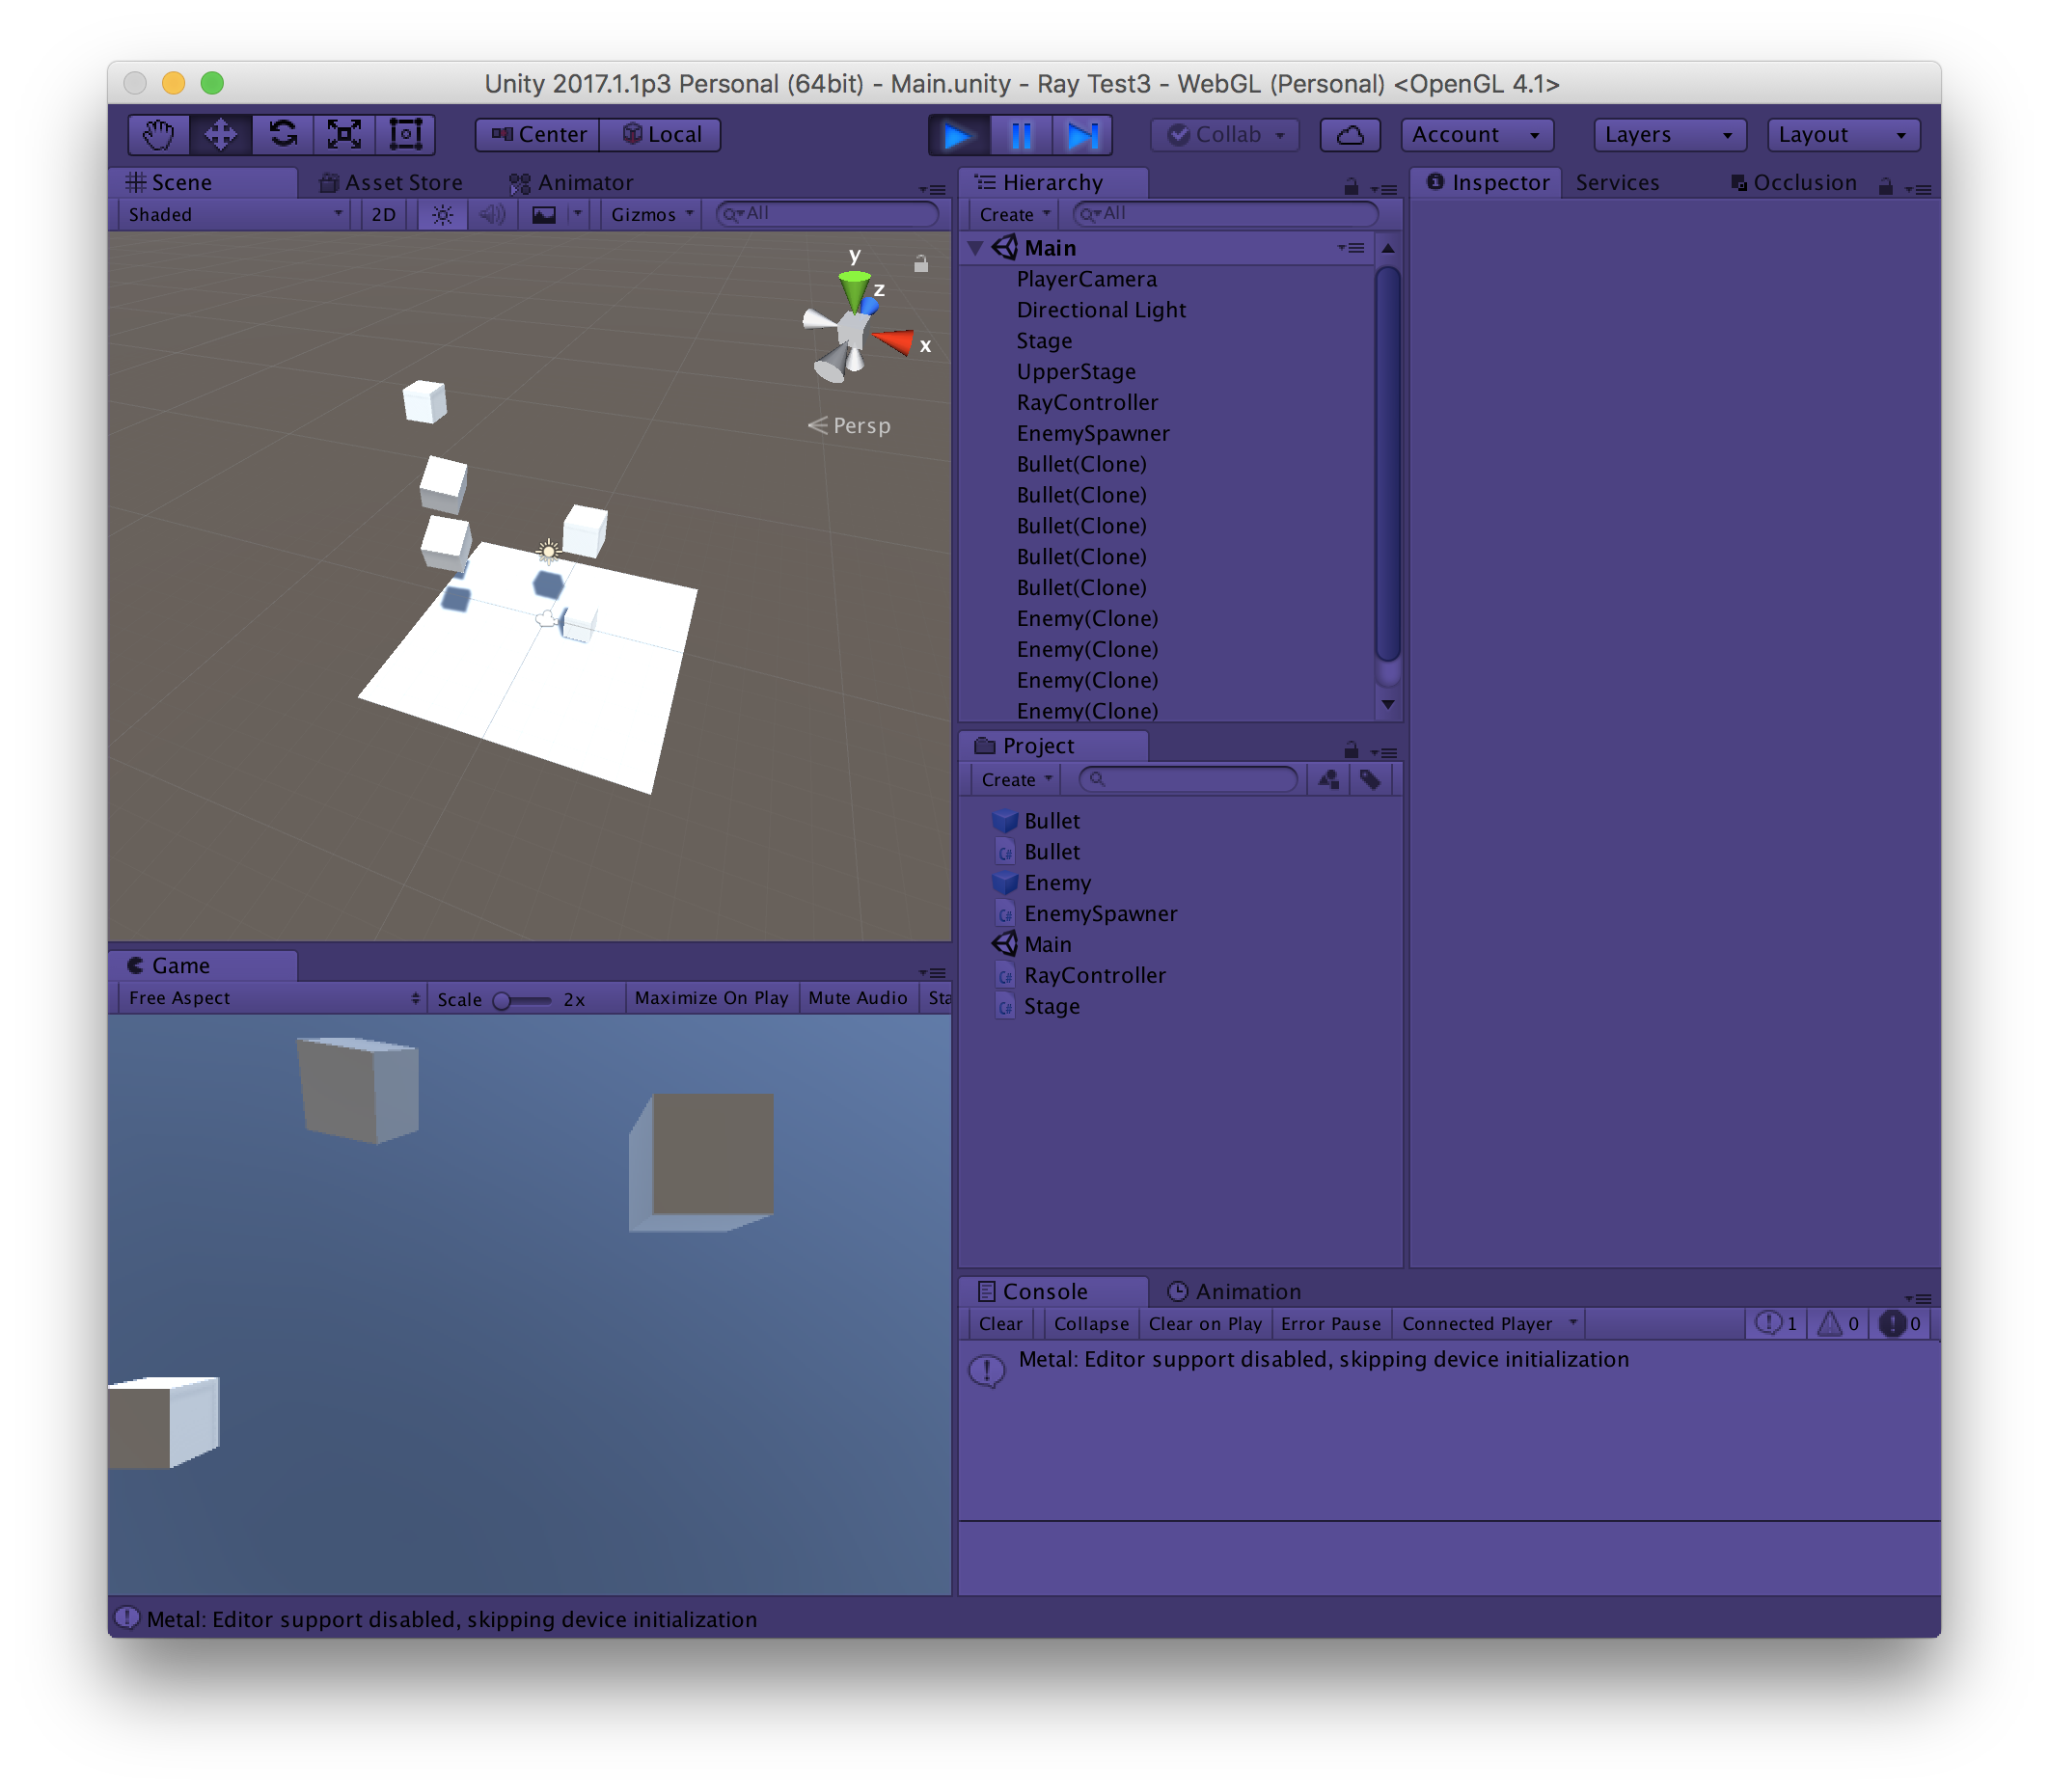 Unity 2017.1.1p3 Personal (64bit) - Main.unity - Ray Test3 - WebGL (Personal) <OpenGL 4.1>
Center Local Collab Account Layers Layout
Scene Asset Store Animator
Shaded 2D Gizmos All
y
z
x
Persp
Hierarchy
Create All
Main
PlayerCamera
Directional Light
Stage
UpperStage
RayController
EnemySpawner
Bullet(Clone)
Bullet(Clone)
Bullet(Clone)
Bullet(Clone)
Bullet(Clone)
Enemy(Clone)
Enemy(Clone)
Enemy(Clone)
Enemy(Clone)
Inspector Services Occlusion
Project
Create
Bullet
C# Bullet
Enemy
C# EnemySpawner
Main
C# RayController
C# Stage
Game
Free Aspect Scale 2x Maximize On Play Mute Audio Sta
Console Animation
Clear Collapse Clear on Play Error Pause Connected Player 1 0 0
Metal: Editor support disabled, skipping device initialization
Metal: Editor support disabled, skipping device initialization